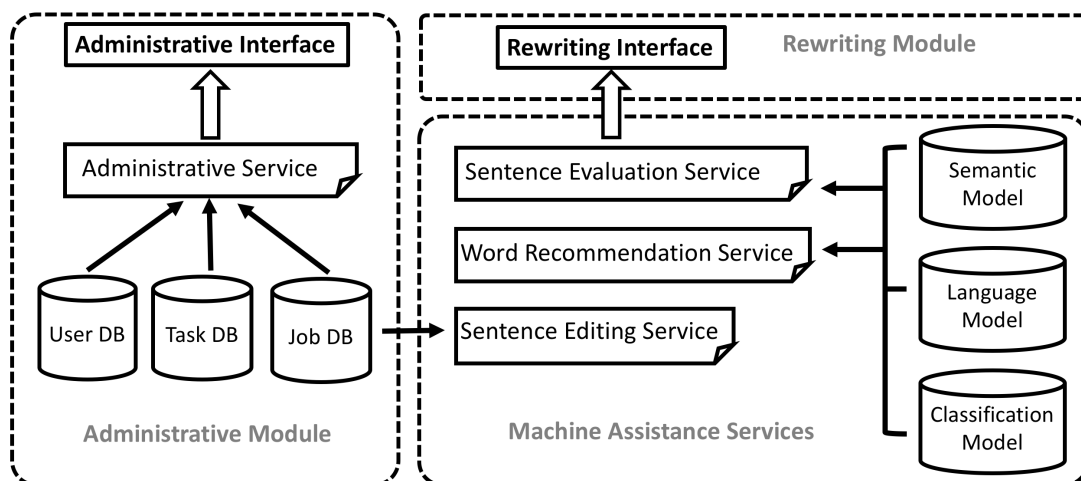 Administrative Interface
Administrative Service
User DB
Task DB
Job DB
Administrative Module
Rewriting Interface
Rewriting Module
Sentence Evaluation Service
Word Recommendation Service
Sentence Editing Service
Machine Assistance Services
Semantic
Model
Language
Model
Classification
Model